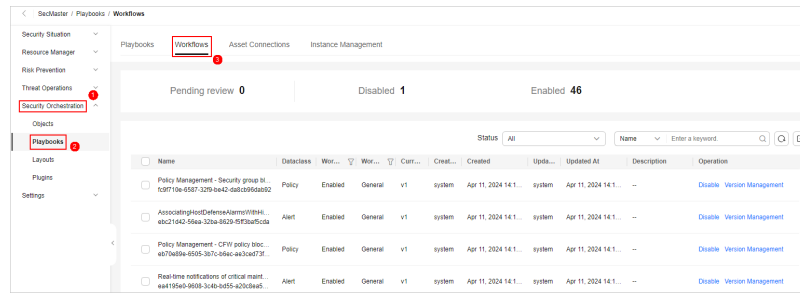 SecMaster / Playbooks / Workflows
Security Situation
Resource Manager
Risk Prevention
Threat Operations
1
Security Orchestration
Objects
Playbooks
2
Layouts
Plugins
Settings
Playbooks Workflows Asset Connections Instance Management
3
Pending review 0 Disabled 1 Enabled 46
Status All Name Enter a keyword.
Name Dataclass Wor... Wor... Curr... Creat... Created Upda... Updated At Description Operation
Policy Management - Security group bl...
fc9f710e-6587-32f9-be42-da8cb96dab92
Policy Enabled General v1 system Apr 11, 2024 14:1... system Apr 11, 2024 14:1... -- Disable Version Management
AssociatingHostDefenseAlarmsWithHi...
ebc21d42-56ea-32ba-8629-f5ff3baf5cda
Alert Enabled General v1 system Apr 11, 2024 14:1... system Apr 11, 2024 14:1... -- Disable Version Management
Policy Management - CFW policy bloc...
eb70e89e-6505-3b7c-b6ec-ae3ced73f...
Policy Enabled General v1 system Apr 11, 2024 14:1... system Apr 11, 2024 14:1... -- Disable Version Management
Real-time notifications of critical maint...
ea4195e0-9608-3c4b-bd55-a20c8ea5...
Alert Enabled General v1 system Apr 11, 2024 14:1... system Apr 11, 2024 14:1... -- Disable Version Management